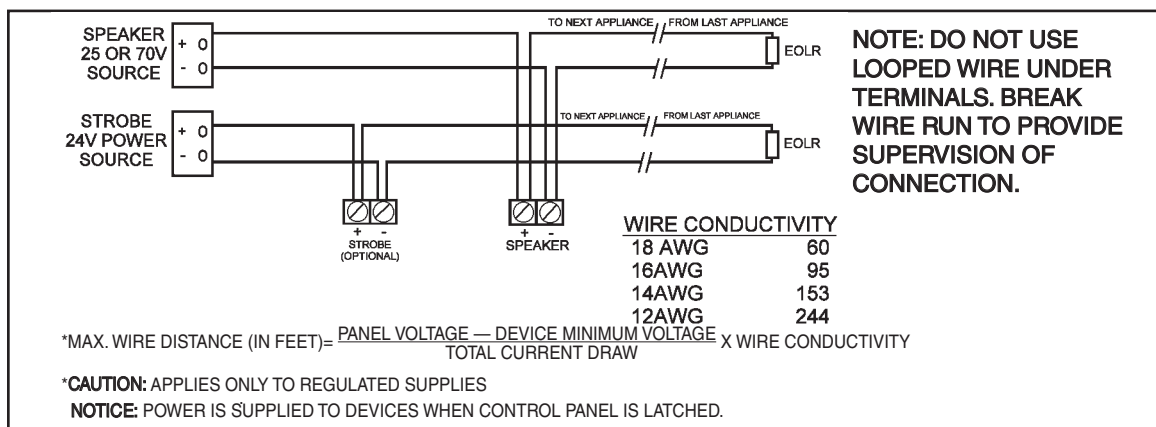 SPEAKER
25 OR 70V
SOURCE
+ O
- O
TO NEXT APPLIANCE
FROM LAST APPLIANCE
EOLR
STROBE
24V POWER
SOURCE
+ O
- O
TO NEXT APPLIANCE
FROM LAST APPLIANCE
EOLR
+ -
STROBE
(OPTIONAL)
+ -
SPEAKER
NOTE: DO NOT USE
LOOPED WIRE UNDER
TERMINALS. BREAK
WIRE RUN TO PROVIDE
SUPERVISION OF
CONNECTION.
WIRE CONDUCTIVITY
18 AWG 60
16AWG 95
14AWG 153
12AWG 244
*MAX. WIRE DISTANCE (IN FEET)= PANEL VOLTAGE — DEVICE MINIMUM VOLTAGE X WIRE CONDUCTIVITY
TOTAL CURRENT DRAW
*CAUTION: APPLIES ONLY TO REGULATED SUPPLIES
NOTICE: POWER IS SUPPLIED TO DEVICES WHEN CONTROL PANEL IS LATCHED.